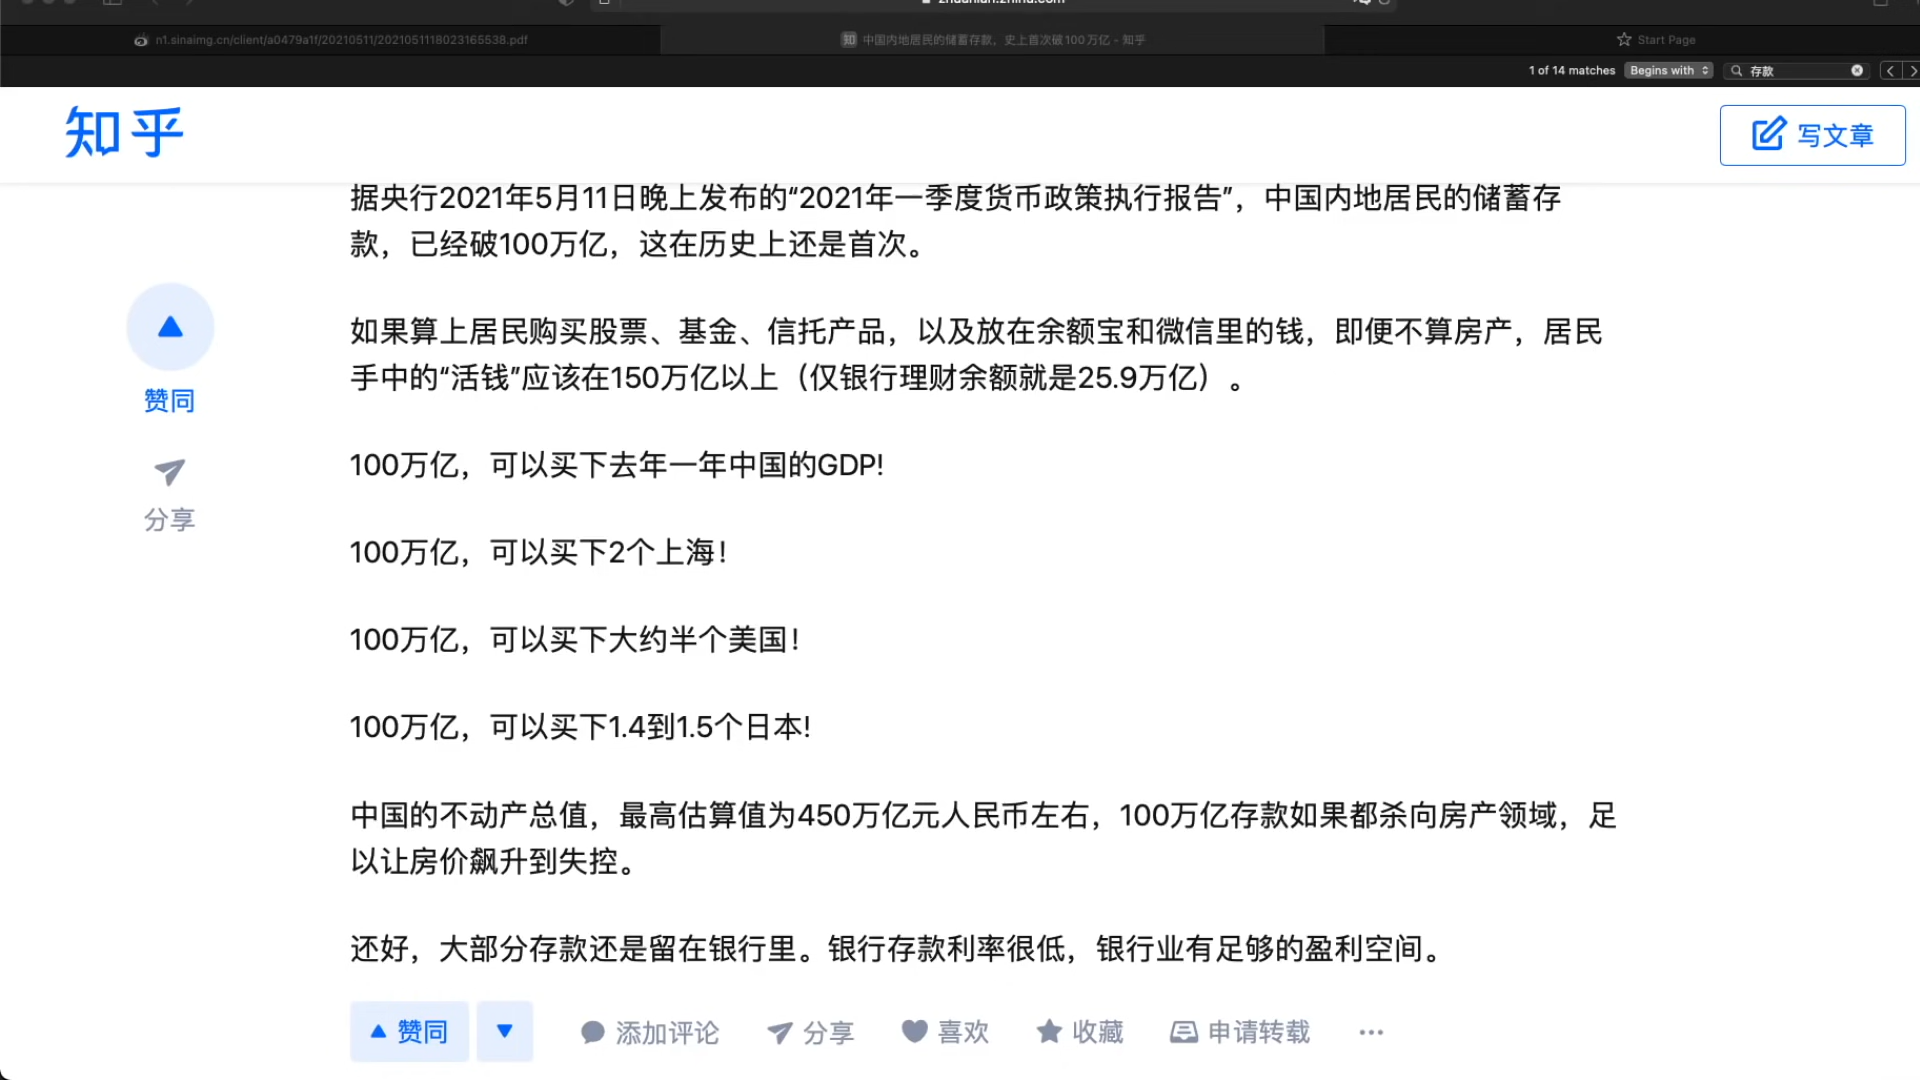 n1.sinaimg.cn/client/a0479a1f/20210511/20210511180231655​38.pdf
中国内地居民的储蓄存款，史上首次破100万亿 - 知乎
Start Page
1 of 14 matches
Begins with
存款
知乎
写文章
据央行2021年5月11日晚上发布的“2021年一季度货币政策执行报告”，中国内地居民的储蓄存
款，已经破100万亿，这在历史上还是首次。
赞同
分享
如果算上居民购买股票、基金、信托产品，以及放在余额宝和微信里的钱，即便不算房产，居民
手中的“活钱”应该在150万亿以上（仅银行理财余额就是25.9万亿）。
100万亿，可以买下去年一年中国的GDP!
100万亿，可以买下2个上海！
100万亿，可以买下大约半个美国！
100万亿，可以买下1.4到1.5个日本!
中国的不动产总值，最高估算值为450万亿元人民币左右，100万亿存款如果都杀向房产领域，足
以让房价飙升到失控。
还好，大部分存款还是留在银行里。银行存款利率很低，银行业有足够的盈利空间。
赞同
添加评论
分享
喜欢
收藏
申请转载